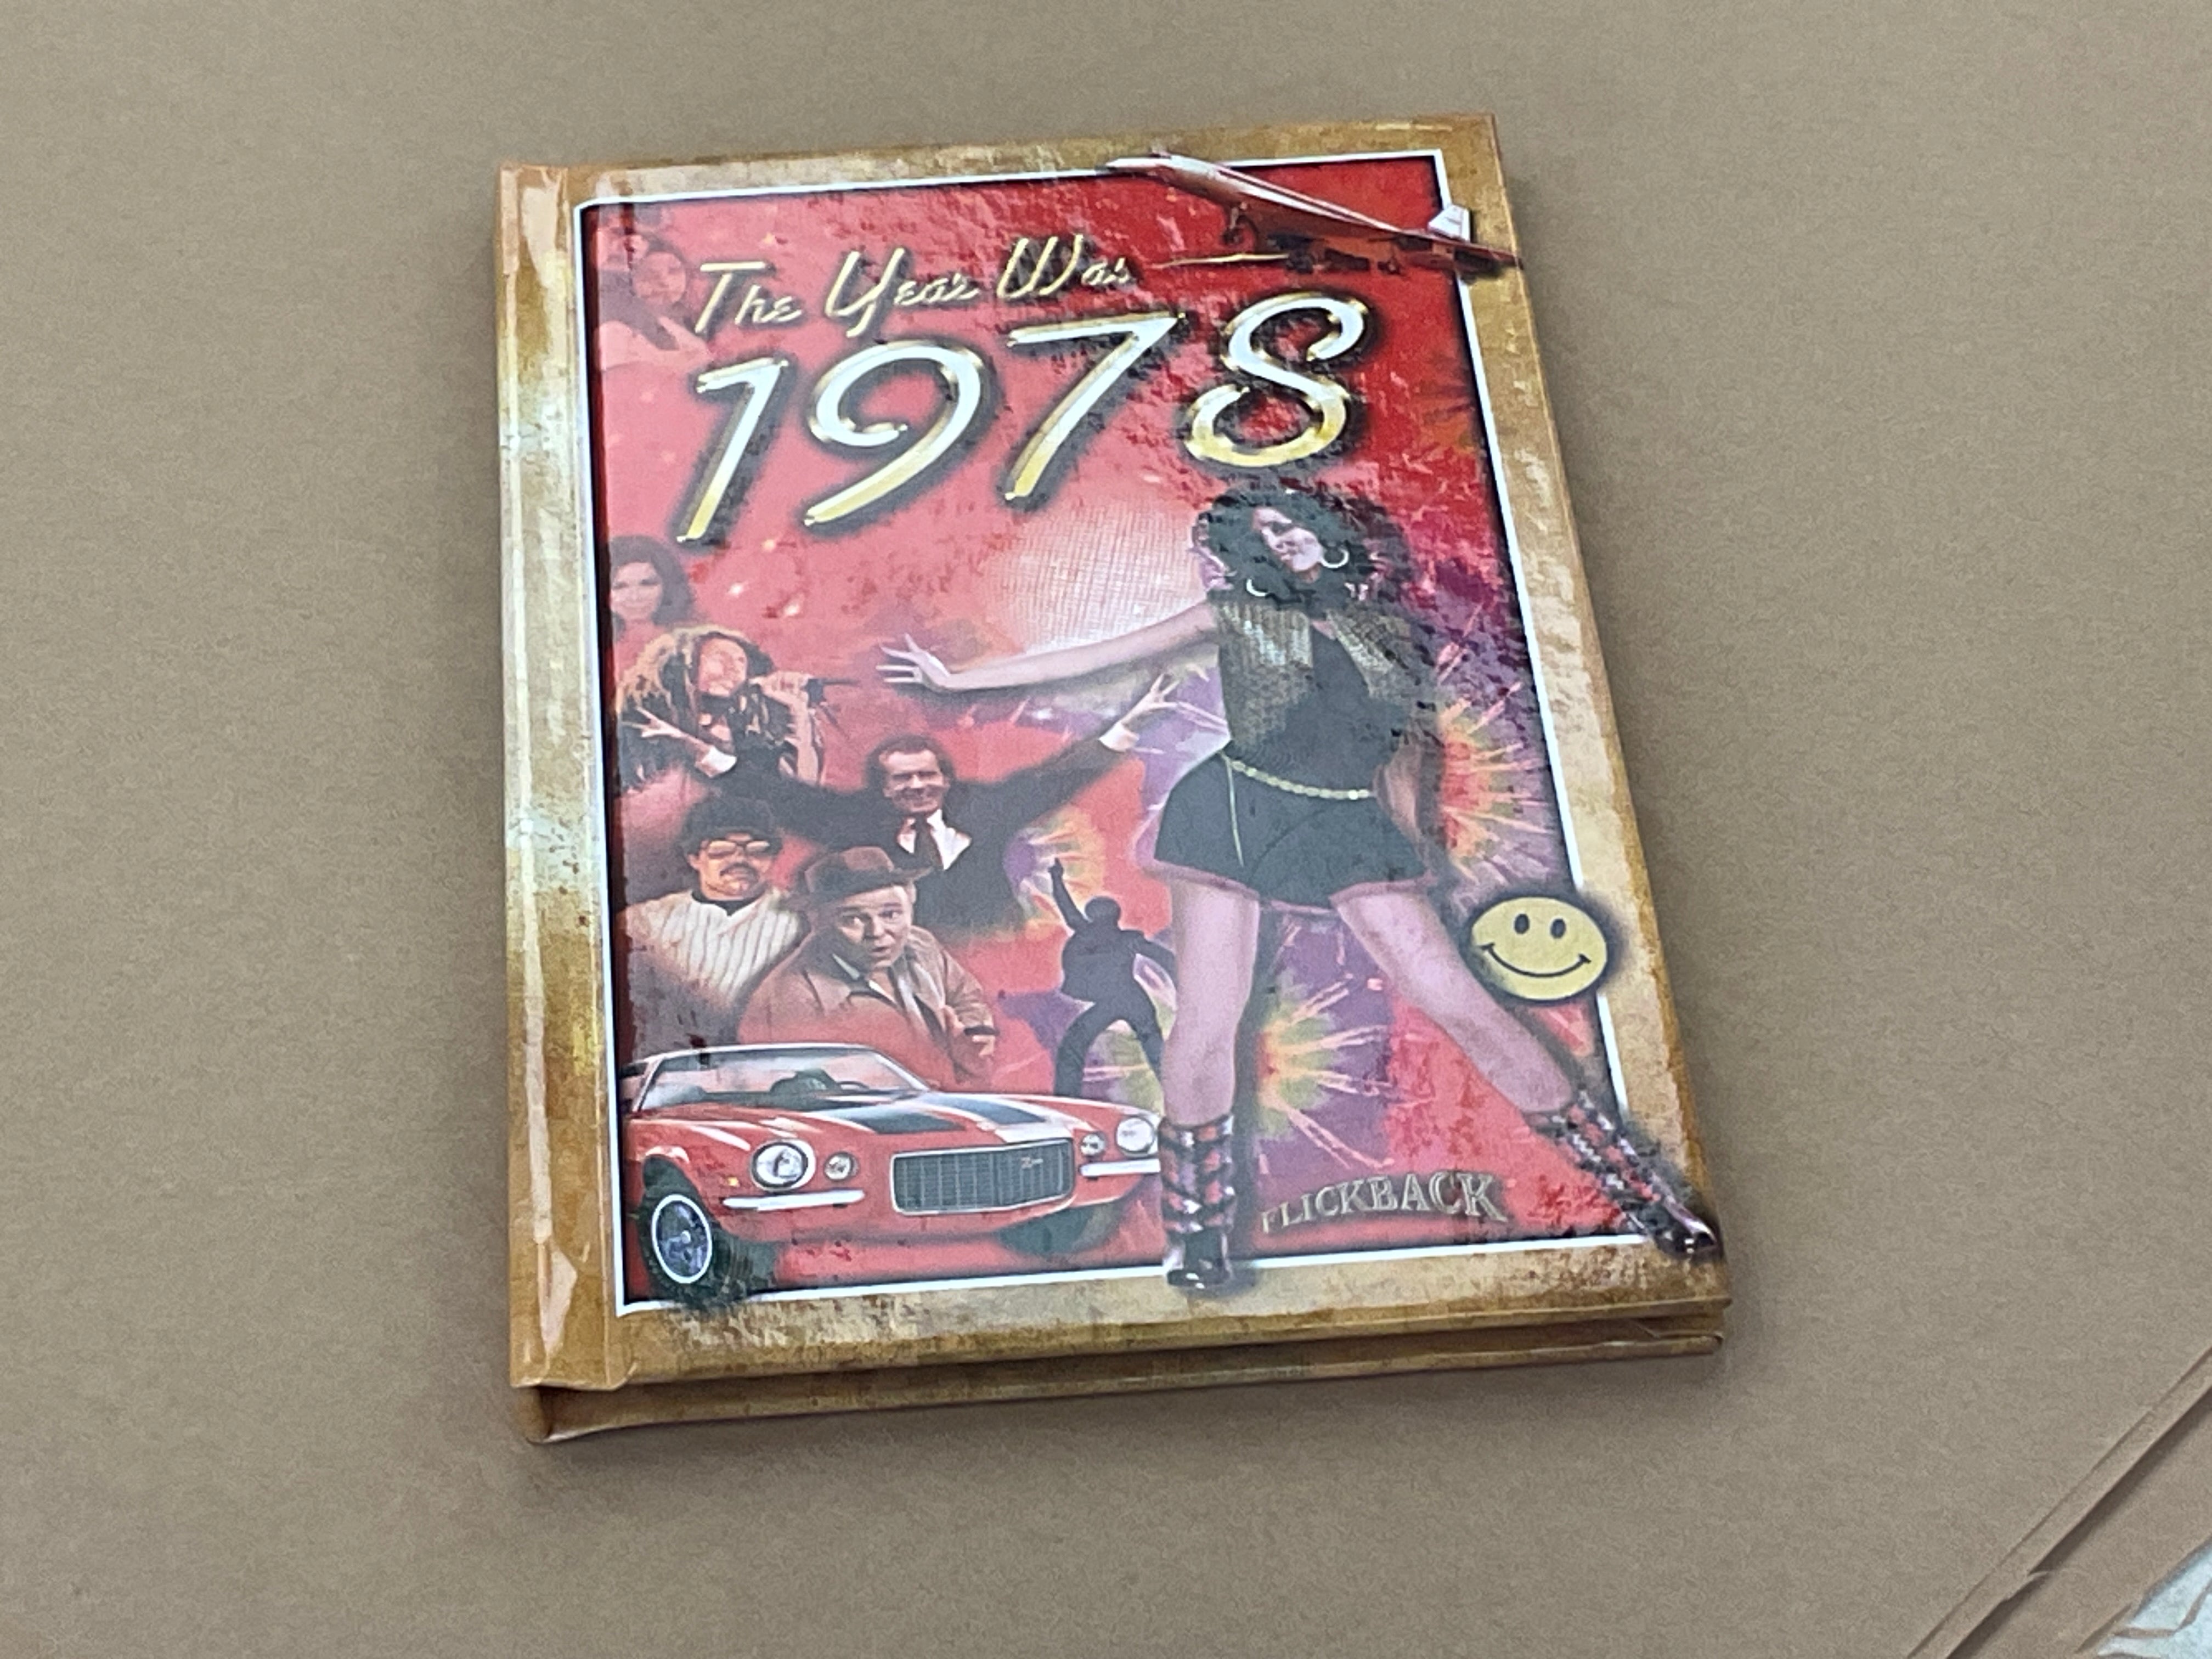 The Year Was
1978
FLICKBACK